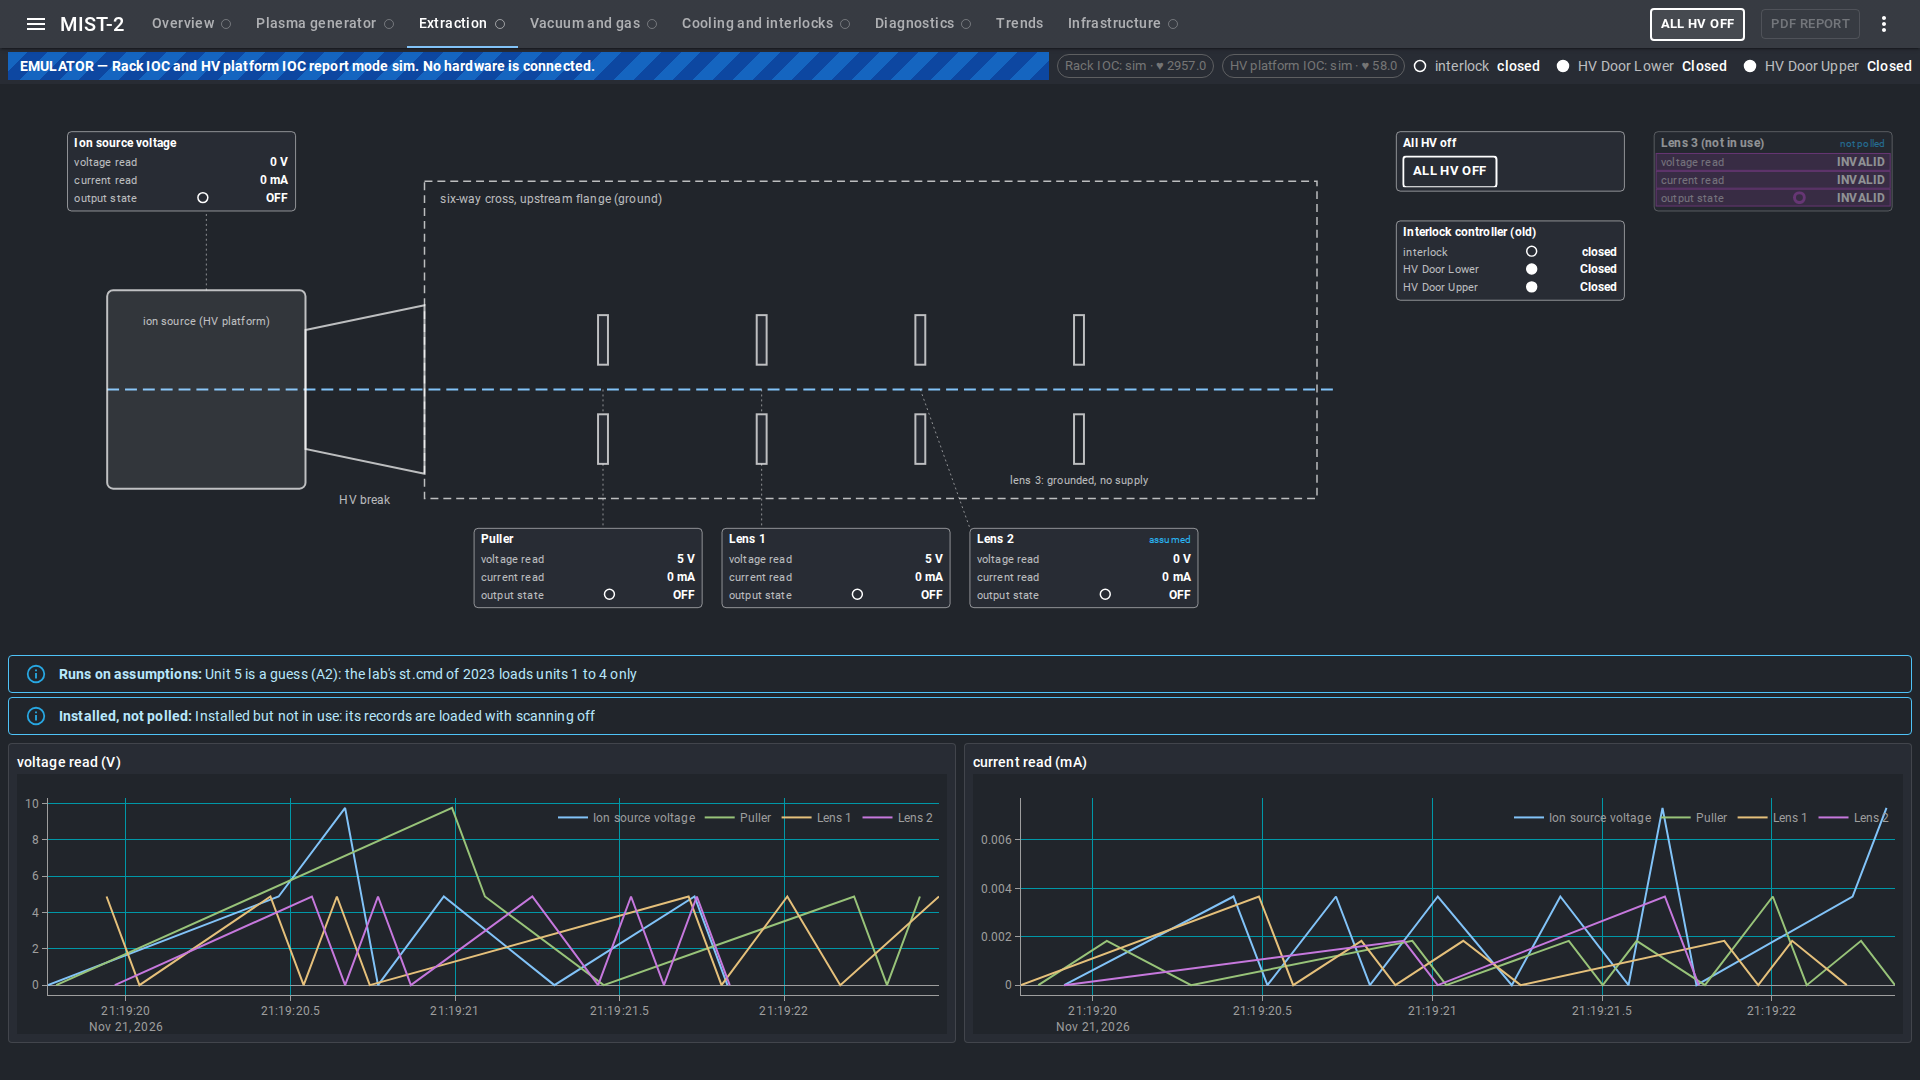 MIST-2
Overview
Plasma generator
Extraction
Vacuum and gas
Cooling and interlocks
Diagnostics
Trends
Infrastructure
ALL HV OFF
PDF REPORT
EMULATOR — Rack IOC and HV platform IOC report mode sim. No hardware is connected.
Rack IOC: sim · ♥ 2957.0
HV platform IOC: sim · ♥ 58.0
interlock closed
HV Door Lower Closed
HV Door Upper Closed
Ion source voltage
voltage read 0 V
current read 0 mA
output state OFF
All HV off
ALL HV OFF
Lens 3 (not in use) not polled
voltage read INVALID
current read INVALID
output state INVALID
six-way cross, upstream flange (ground)
Interlock controller (old)
interlock closed
HV Door Lower Closed
HV Door Upper Closed
ion source (HV platform)
HV break
lens 3: grounded, no supply
Puller
voltage read 5 V
current read 0 mA
output state OFF
Lens 1
voltage read 5 V
current read 0 mA
output state OFF
Lens 2 assumed
voltage read 0 V
current read 0 mA
output state OFF
Runs on assumptions: Unit 5 is a guess (A2): the lab's st.cmd of 2023 loads units 1 to 4 only
Installed, not polled: Installed but not in use: its records are loaded with scanning off
voltage read (V)
Ion source voltage Puller Lens 1 Lens 2
10
8
6
4
2
0
21:19:20 21:19:20.5 21:19:21 21:19:21.5 21:19:22
Nov 21, 2026
current read (mA)
Ion source voltage Puller Lens 1 Lens 2
0.006
0.004
0.002
0
21:19:20 21:19:20.5 21:19:21 21:19:21.5 21:19:22
Nov 21, 2026